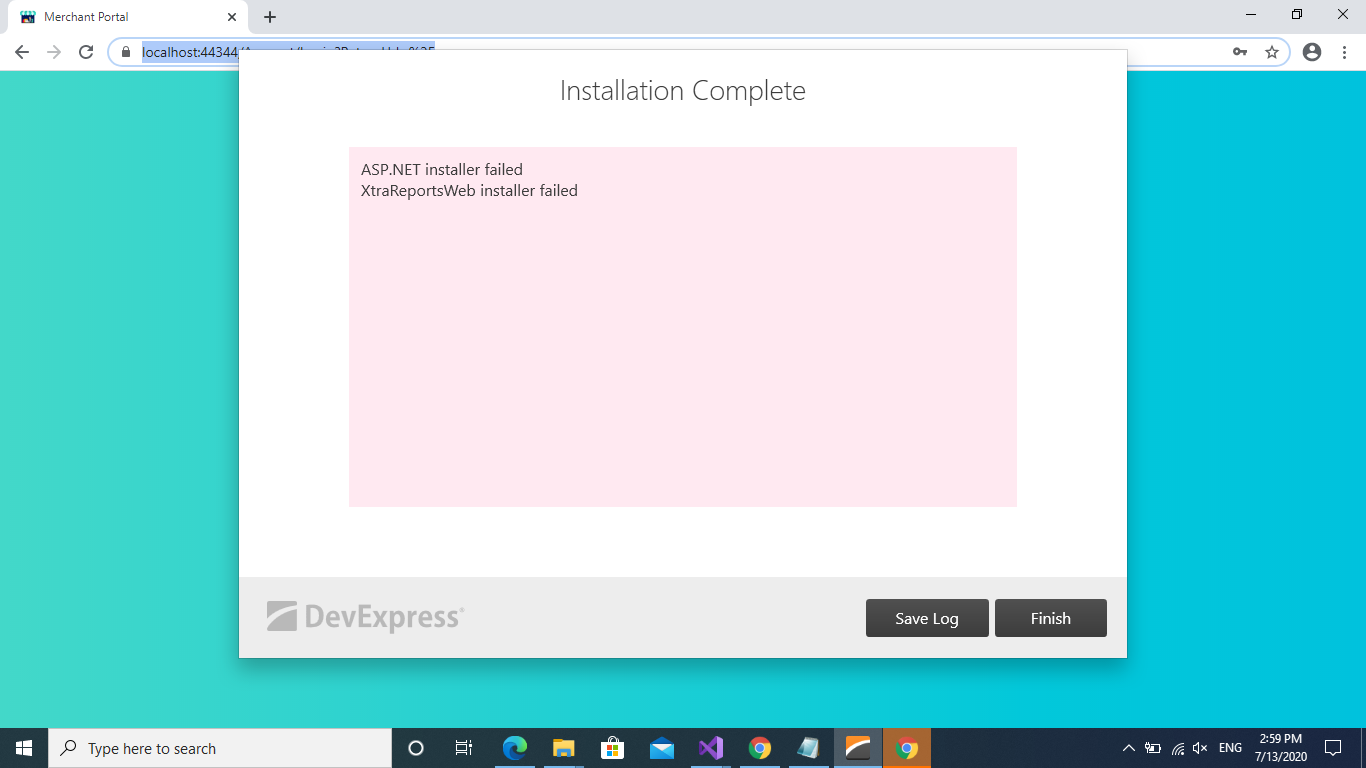 Merchant Portal
localhost:44344
Installation Complete
ASP.NET installer failed
XtraReportsWeb installer failed
DevExpress
Save Log
Finish
Type here to search
ENG
2:59 PM
7/13/2020